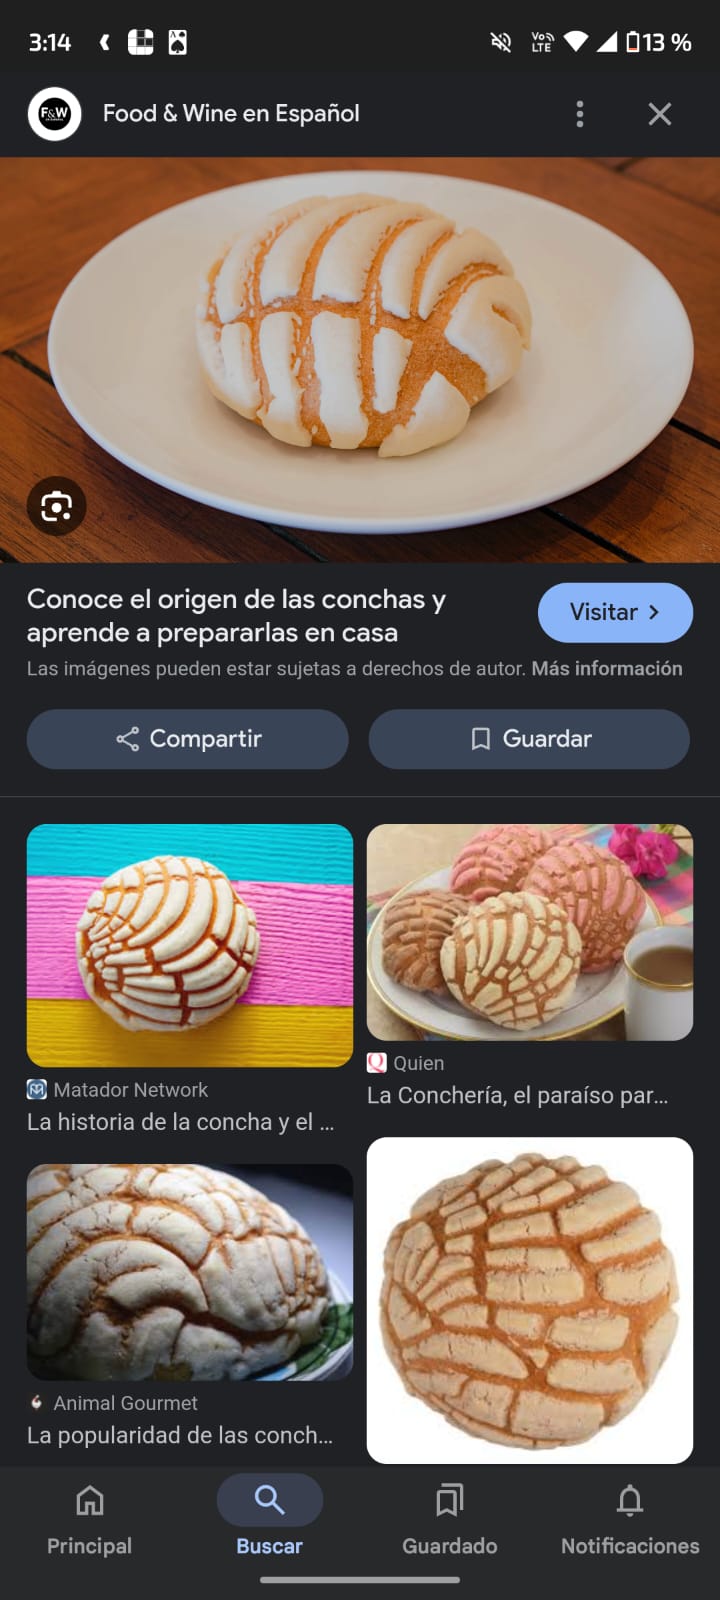 3:14
Vo))
LTE
13 %
F&W
Food & Wine en Español
Conoce el origen de las conchas y
aprende a prepararlas en casa
Visitar
Las imágenes pueden estar sujetas a derechos de autor. Más información
Compartir
Guardar
Matador Network
La historia de la concha y el ...
Quien
La Conchería, el paraíso par...
Animal Gourmet
La popularidad de las conch...
Principal
Buscar
Guardado
Notificaciones